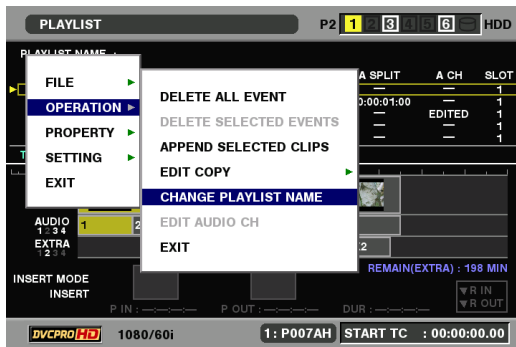 PLAYLIST P2 1 2 3 4 5 6 HDD
PLAYLIST NAME :
A SPLIT A CH SLOT
FILE
OPERATION
PROPERTY
SETTING
EXIT
DELETE ALL EVENT
DELETE SELECTED EVENTS
APPEND SELECTED CLIPS
EDIT COPY
CHANGE PLAYLIST NAME
EDIT AUDIO CH
EXIT
— — 1
0:00:01:00 — 1
— EDITED 1
— — 1
T
AUDIO 1 2
1 2 3 4
EXTRA 2
1 2 3 4
REMAIN(EXTRA) : 198 MIN
INSERT MODE
INSERT
R IN
R OUT
P IN : --:--:--:-- P OUT : --:--:--:-- DUR : --:--:--:--
DVCPRO HD 1080/60i 1: P007AH START TC : 00:00:00.00